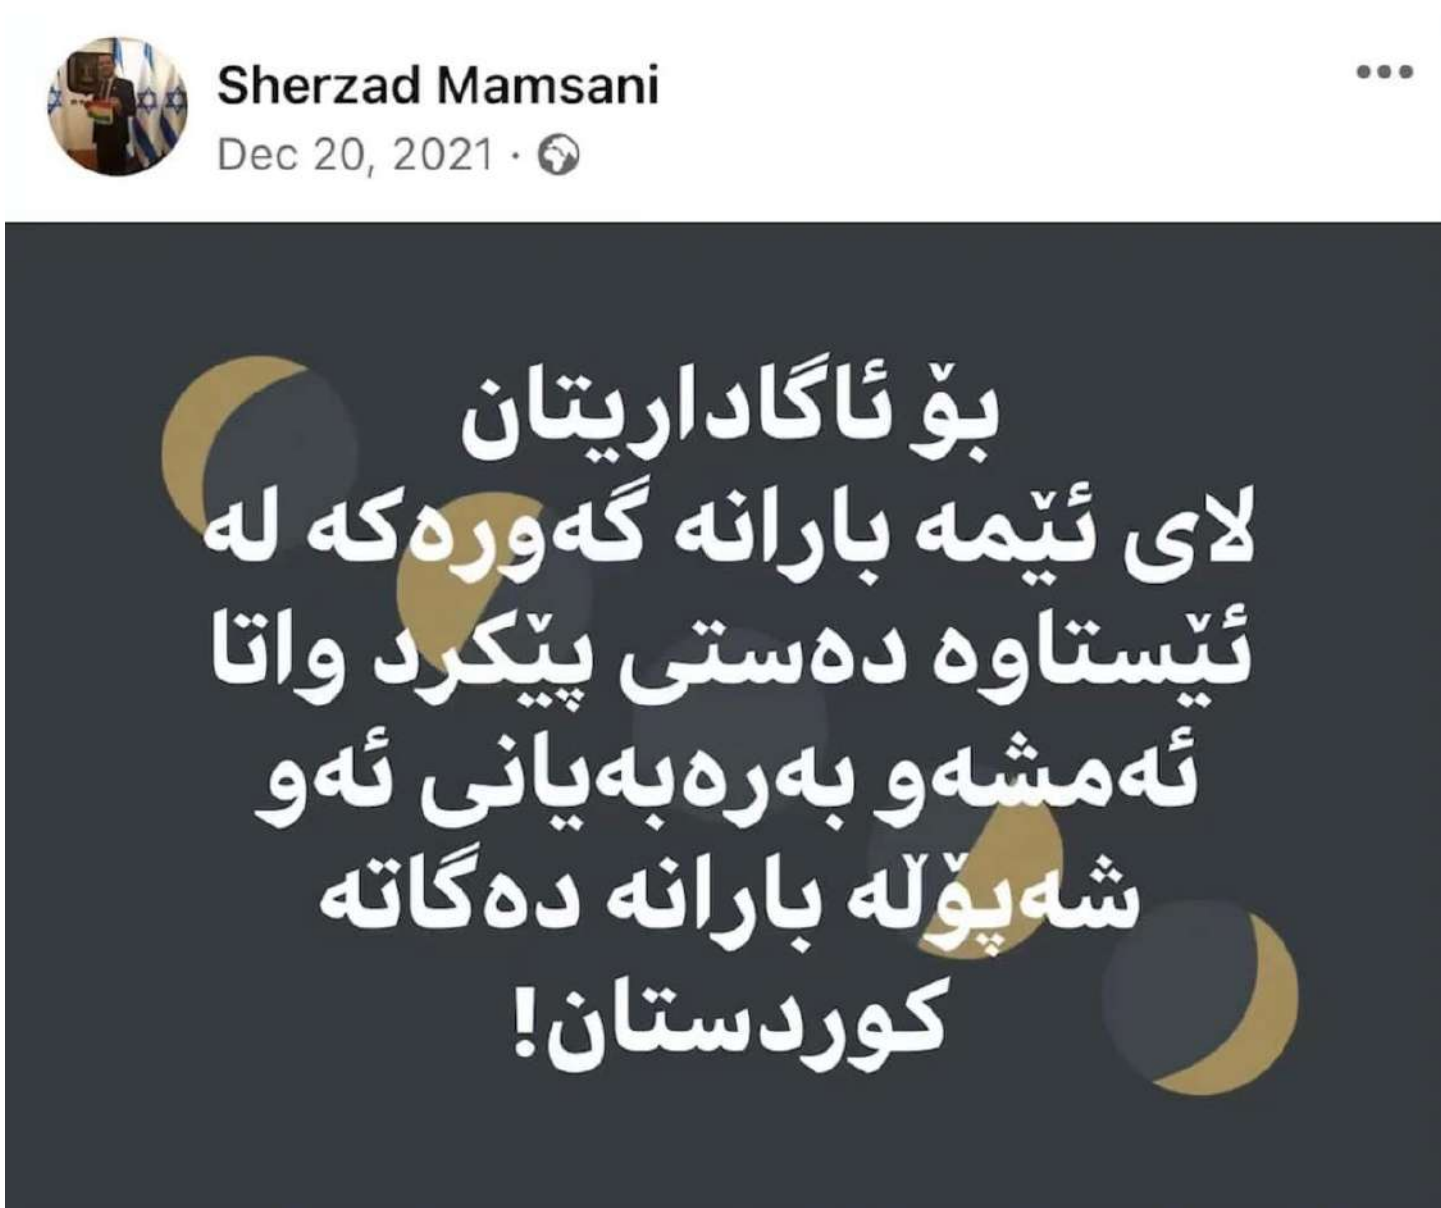 Sherzad Mamsani
Dec 20, 2021 ·
بۆ ئاگاداریتان
لای ئێمە بارانە گەورەکە لە
ئێستاوە دەستی پێکرد واتا
ئەمشەو بەرەبەیانی ئەو
شەپۆڵە بارانە دەگاتە
کوردستان!